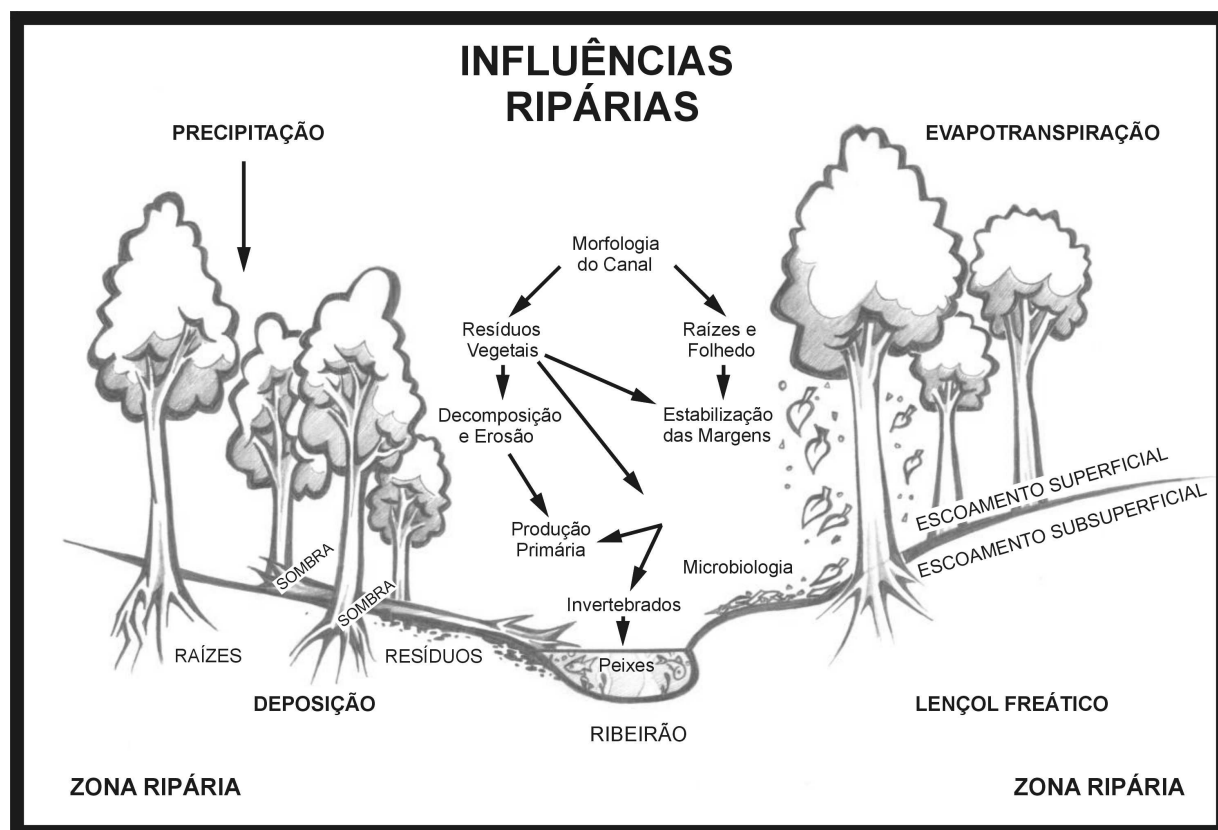 INFLUÊNCIAS
RIPÁRIAS
PRECIPITAÇÃO
EVAPOTRANSPIRAÇÃO
Morfologia
do Canal
Resíduos
Vegetais
Raízes e
Folhedo
Decomposição
e Erosão
Estabilização
das Margens
ESCOAMENTO SUPERFICIAL
ESCOAMENTO SUBSUPERFICIAL
Produção
Primária
Microbiologia
SOMBRA
SOMBRA
Invertebrados
RAÍZES
RESÍDUOS
Peixes
DEPOSIÇÃO
LENÇOL FREÁTICO
RIBEIRÃO
ZONA RIPÁRIA
ZONA RIPÁRIA